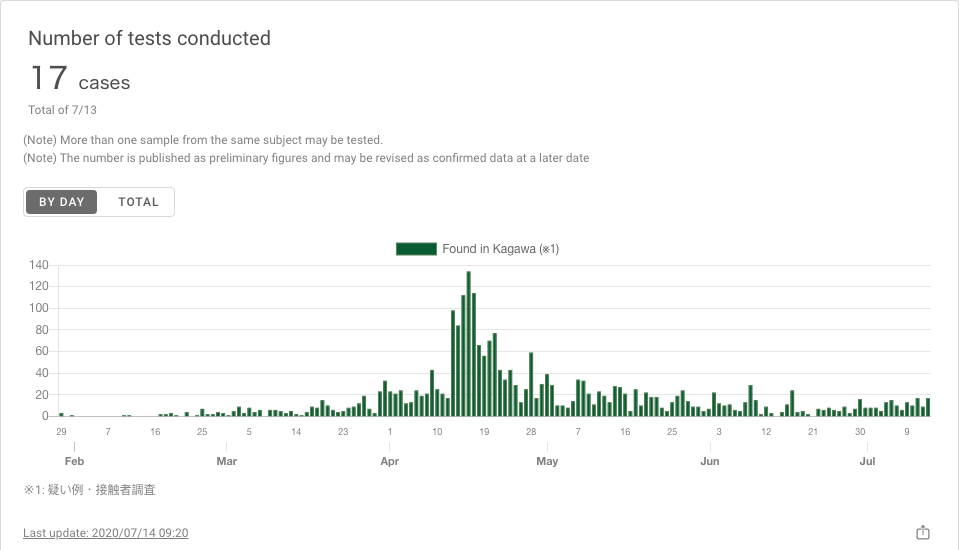 Number of tests conducted
17 cases
Total of 7/13
(Note) More than one sample from the same subject may be tested.
(Note) The number is published as preliminary figures and may be revised as confirmed data at a later date
BY DAY TOTAL
Found in Kagawa (※1)
140
120
100
80
60
40
20
0
29 7 16 25 5 14 23 1 10 19 28 7 16 25 3 12 21 30 9
Feb Mar Apr May Jun Jul
※1: 疑い例・接触者調査
Last update: 2020/07/14 09:20